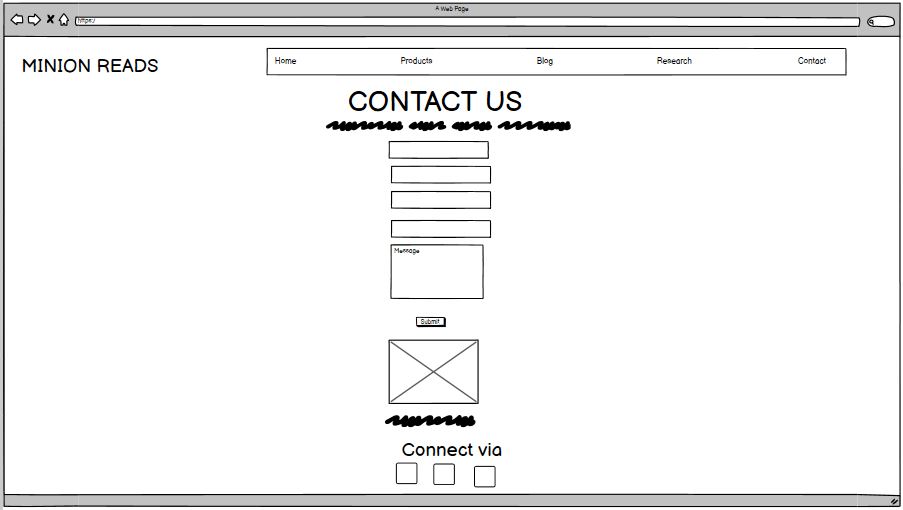 A Web Page
https:/
MINION READS
Home Products Blog Research Contact
CONTACT US
Message
Submit
Connect via